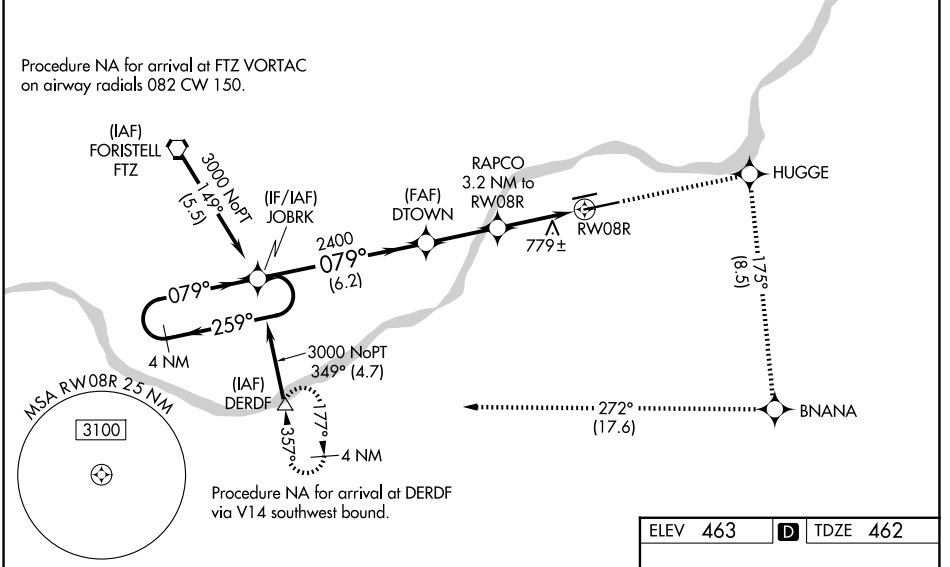 Procedure NA for arrival at FTZ VORTAC
on airway radials 082 CW 150.
(IAF)
FORISTELL
FTZ
3000 NoPT
149°
(5.5)
(IF/IAF)
JOBRK
2400
079°
(6.2)
(FAF)
DTOWN
RAPCO
3.2 NM to
RW08R
779±
RW08R
HUGGE
079°
259°
4 NM
3000 NoPT
349° (4.7)
(IAF)
DERDF
177°
357°
4 NM
175°
(8.5)
272°
(17.6)
BNANA
MSA RW08R 25 NM
3100
Procedure NA for arrival at DERDF
via V14 southwest bound.
ELEV 463 D TDZE 462